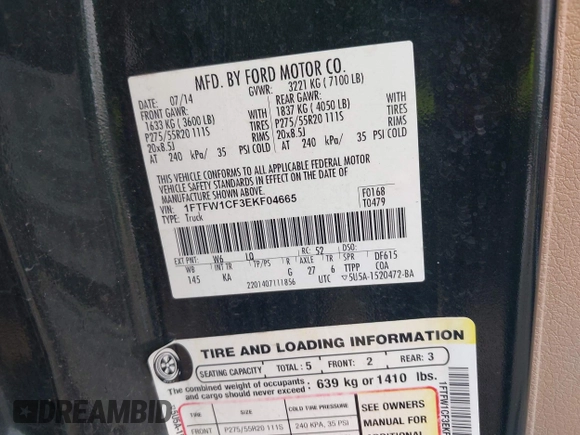 MFD. BY FORD MOTOR CO.
DATE: 07/14 GVWR: 3221 KG (7100 LB)
FRONT GAWR: REAR GAWR:
1633 KG (3600 LB) 1837 KG (4050 LB)
P275/55R20 111S TIRES P275/55R20 111S TIRES
20x8.5J RIMS 20x8.5J RIMS
AT 240 kPa/ 35 PSI COLD AT 240 kPa/ 35 PSI COLD
THIS VEHICLE CONFORMS TO ALL APPLICABLE FEDERAL MOTOR
VEHICLE SAFETY AND THEFT PREVENTION STANDARDS IN EFFECT ON THE DATE OF
MANUFACTURE SHOWN ABOVE.
VIN: 1FTFW1CF3EKF04665 F0168
TYPE: Truck T0479
EXT PNT: W6 RC: 52 DSO:
WB INT TR TP/PS R AXLE TR SPR DF615
145 KA G 27 6 TTPP COA
2201407111856 UTC 5U5A-1520472-BA
TIRE AND LOADING INFORMATION
SEATING CAPACITY TOTAL: 5 FRONT: 2 REAR: 3
The combined weight of occupants and cargo should never exceed: 639 kg or 1410 lbs.
TIRE SIZE COLD TIRE PRESSURE SEE OWNERS
FRONT P275/55R20 111S 240 KPA, 35 PSI MANUAL FOR
1FTFW1CF3EKF
DREAMBID